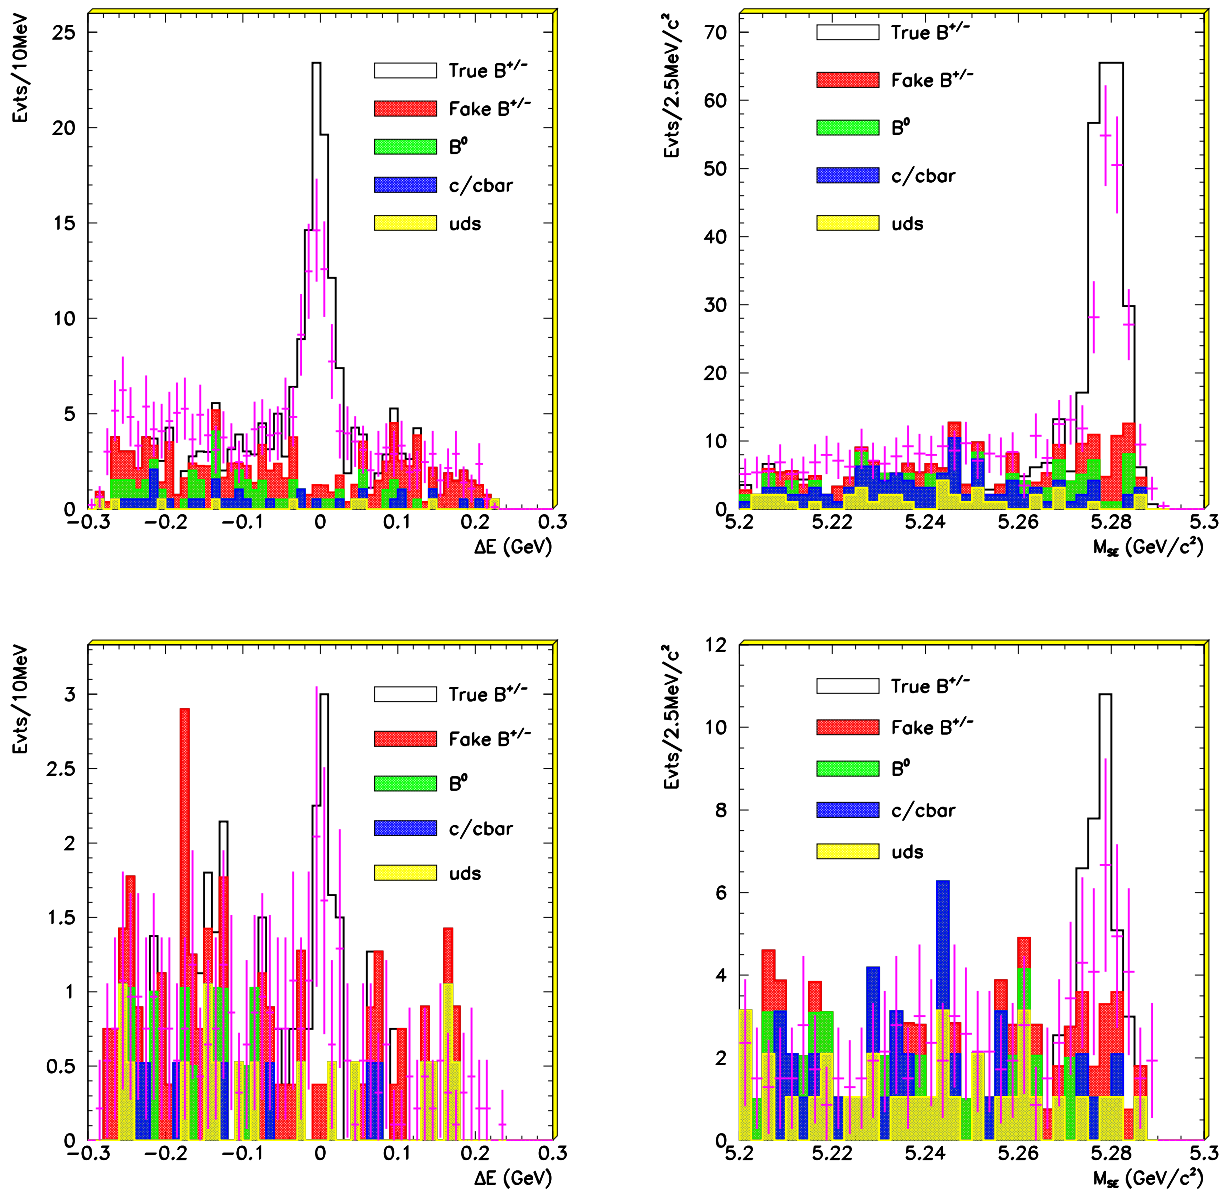 Evts/10MeV
25
20
15
10
5
0
True B+/-
Fake B+/-
B0
c/cbar
uds
-0.3 -0.2 -0.1 0 0.1 0.2 0.3
ΔE (GeV)
Evts/2.5MeV/c2
70
60
50
40
30
20
10
0
True B+/-
Fake B+/-
B0
c/cbar
uds
5.2 5.22 5.24 5.26 5.28 5.3
MSE (GeV/c2)
Evts/10MeV
3
2.5
2
1.5
1
0.5
0
True B+/-
Fake B+/-
B0
c/cbar
uds
-0.3 -0.2 -0.1 0 0.1 0.2 0.3
ΔE (GeV)
Evts/2.5MeV/c2
12
10
8
6
4
2
0
True B+/-
Fake B+/-
B0
c/cbar
uds
5.2 5.22 5.24 5.26 5.28 5.3
MSE (GeV/c2)